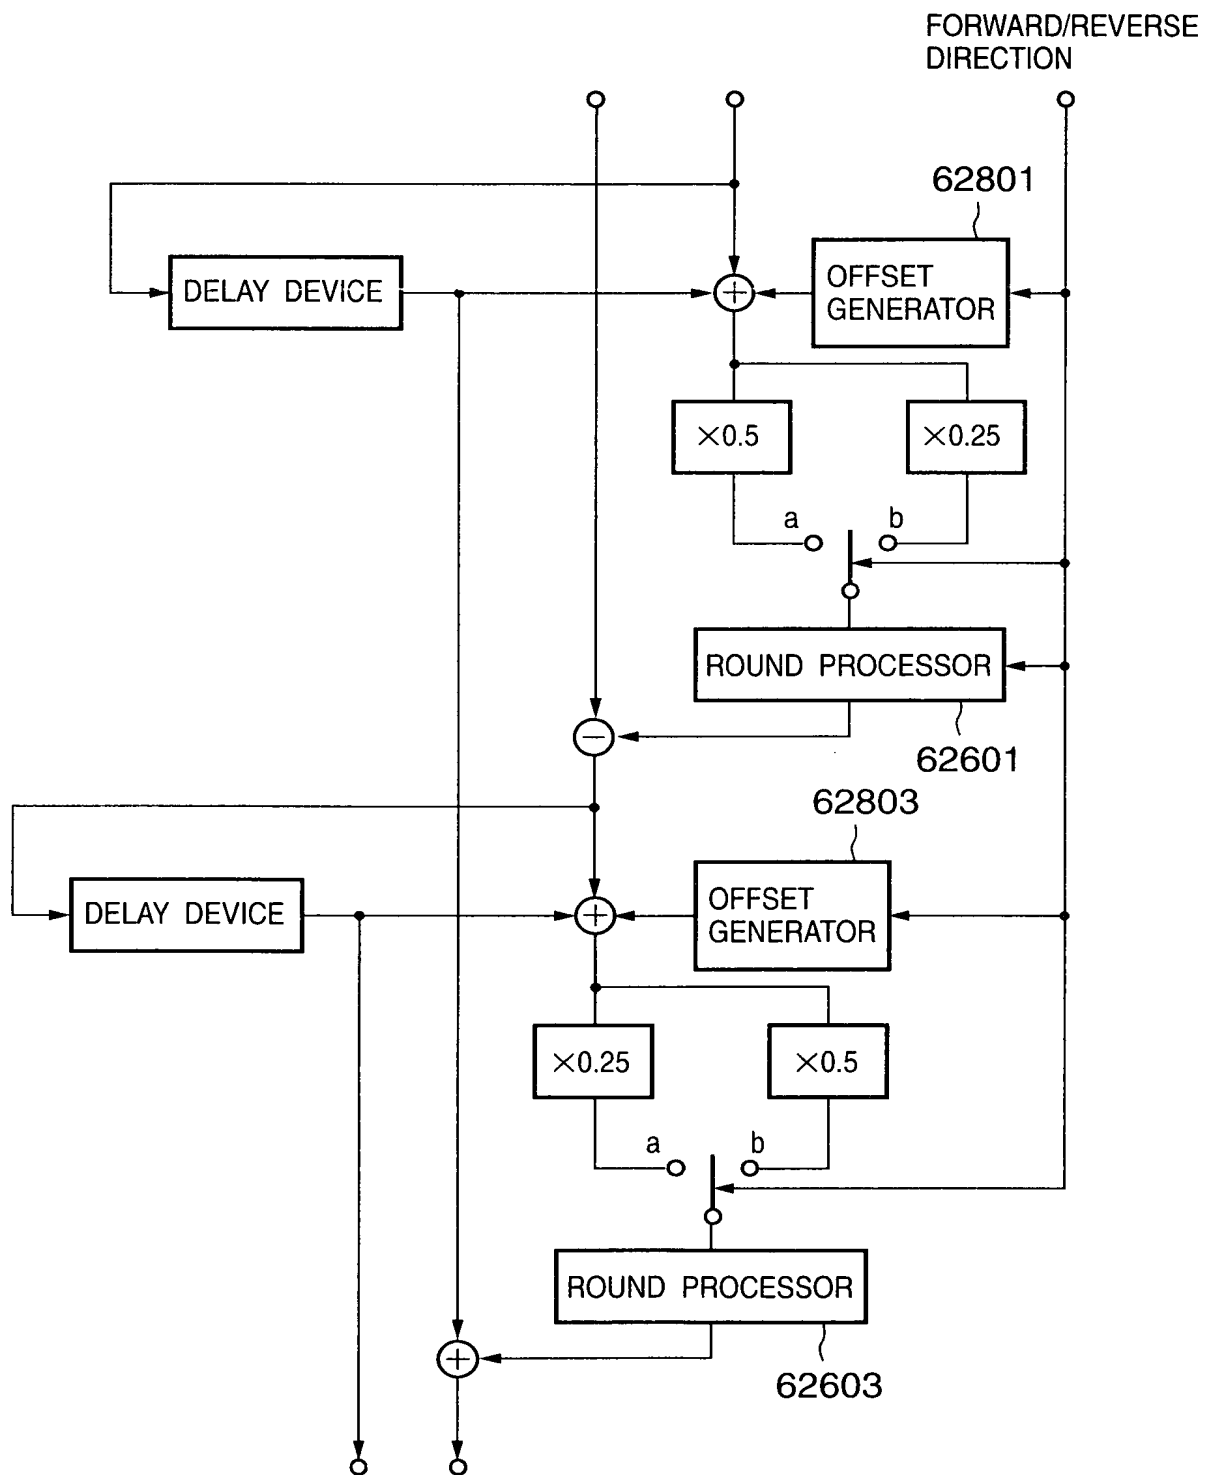 FORWARD/REVERSE
DIRECTION
62801
DELAY DEVICE
+
OFFSET
GENERATOR
×0.5
×0.25
a
b
ROUND PROCESSOR
−
62601
62803
DELAY DEVICE
+
OFFSET
GENERATOR
×0.25
×0.5
a
b
ROUND PROCESSOR
+
62603